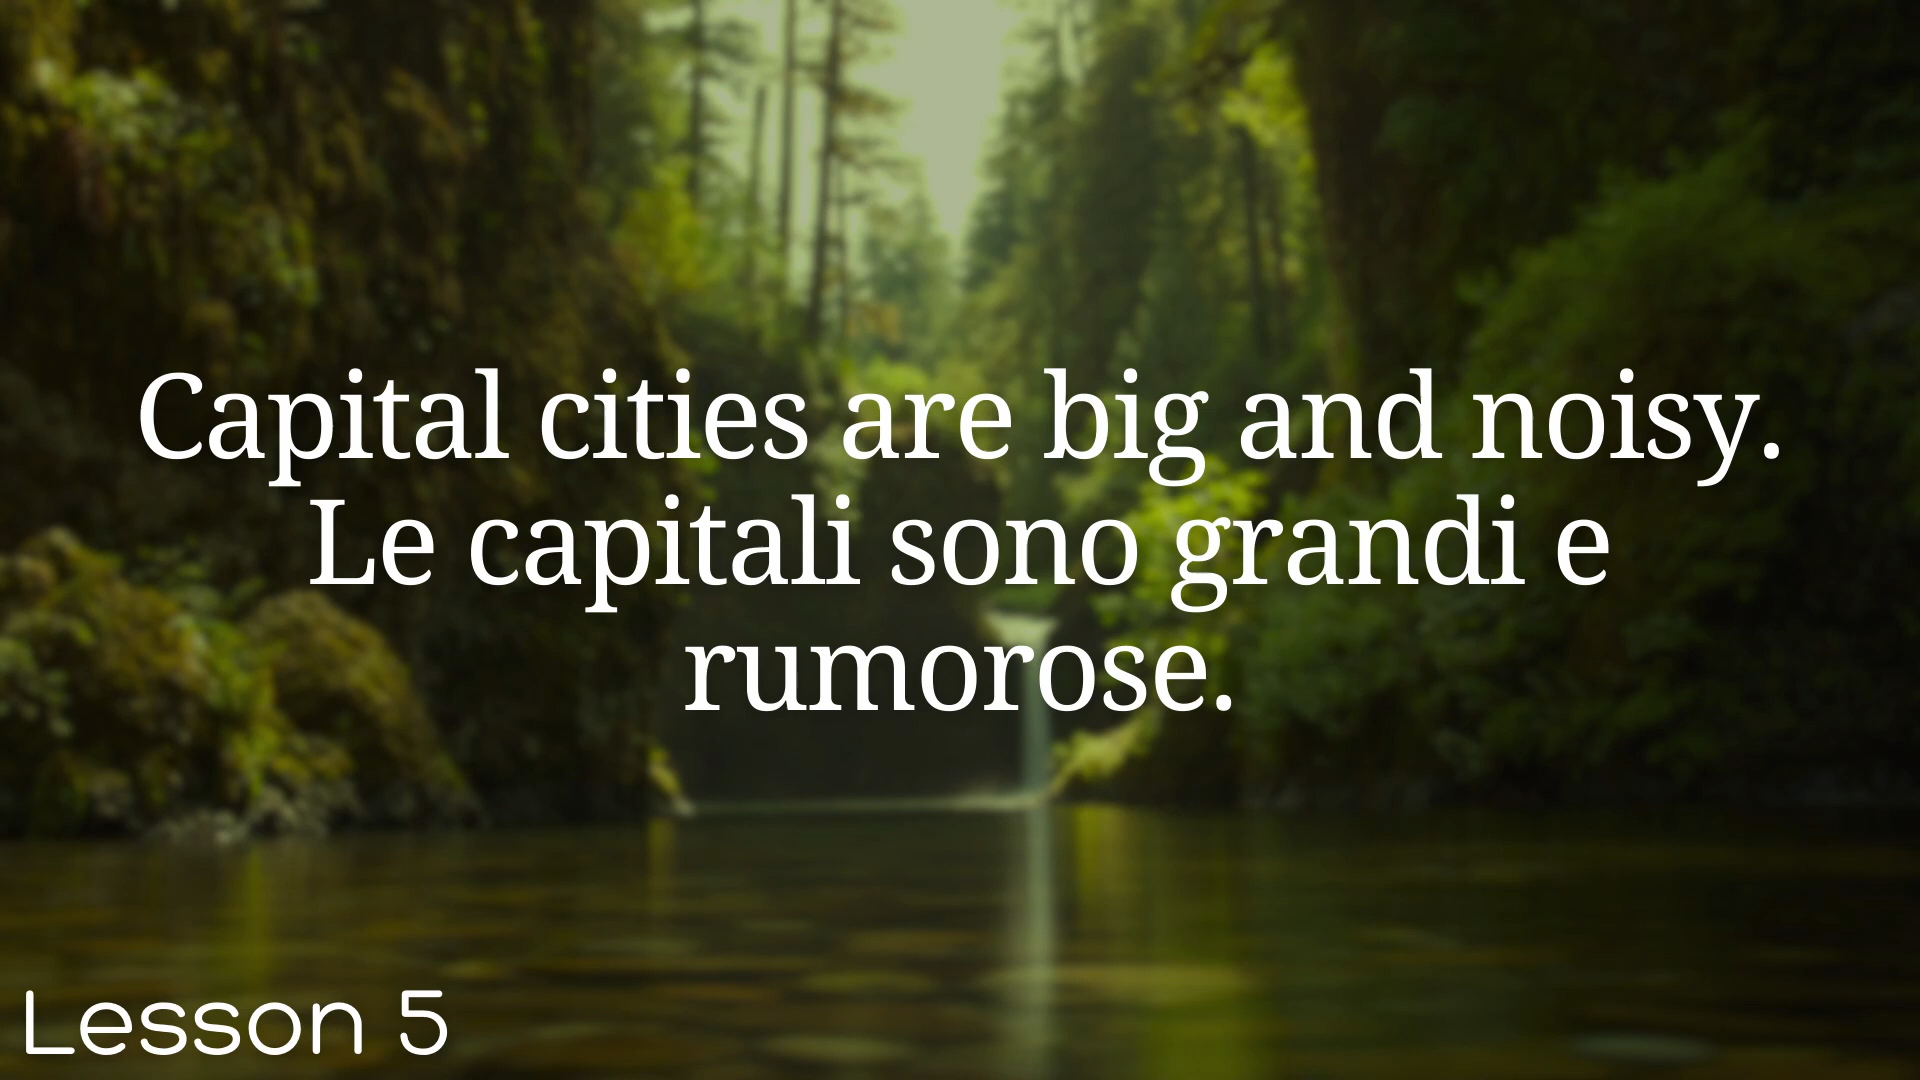 Capital cities are big and noisy.
Le capitali sono grandi e
rumorose.
Lesson 5